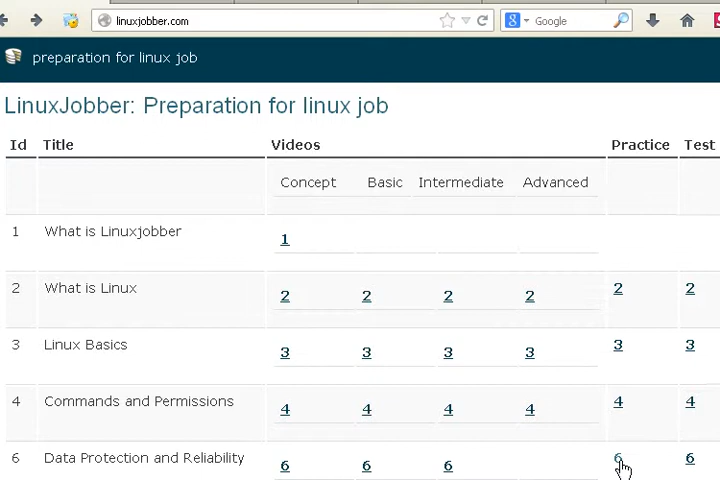 linuxjobber.com
Google
preparation for linux job
LinuxJobber: Preparation for linux job
Id Title Videos Practice Test
Concept Basic Intermediate Advanced
1 What is Linuxjobber 1
2 What is Linux 2 2 2 2 2 2
3 Linux Basics 3 3 3 3 3 3
4 Commands and Permissions 4 4 4 4 4 4
6 Data Protection and Reliability 6 6 6 6 6